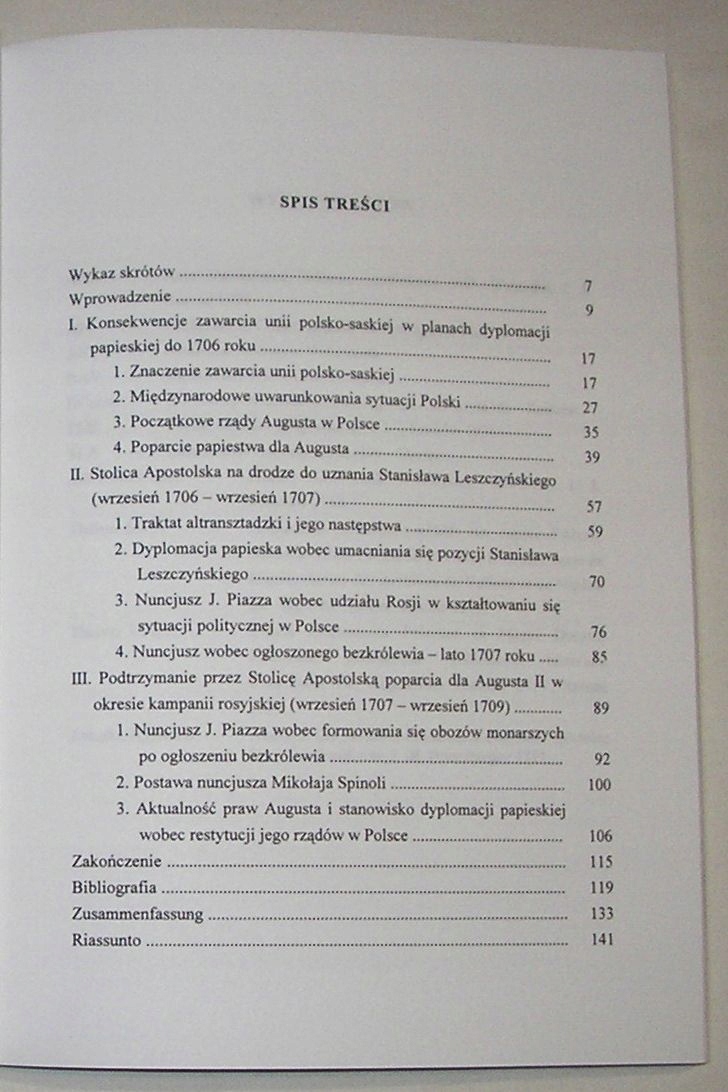 SPIS TREŚCI
Wykaz skrótów ........................ 7
Wprowadzenie ........................ 9
I. Konsekwencje zawarcia unii polsko-saskiej w planach dyplomacji
papieskiej do 1706 roku ........................ 17
1. Znaczenie zawarcia unii polsko-saskiej ........................ 17
2. Międzynarodowe uwarunkowania sytuacji Polski ........................ 27
3. Początkowe rządy Augusta w Polsce ........................ 35
4. Poparcie papiestwa dla Augusta ........................ 39
II. Stolica Apostolska na drodze do uznania Stanisława Leszczyńskiego
(wrzesień 1706 – wrzesień 1707) ........................ 57
1. Traktat altransztadzki i jego następstwa ........................ 59
2. Dyplomacja papieska wobec umacniania się pozycji Stanisława
Leszczyńskiego ........................ 70
3. Nuncjusz J. Piazza wobec udziału Rosji w kształtowaniu się
sytuacji politycznej w Polsce ........................ 76
4. Nuncjusz wobec ogłoszonego bezkrólewia – lato 1707 roku ..... 85
III. Podtrzymanie przez Stolicę Apostolską poparcia dla Augusta II w
okresie kampanii rosyjskiej (wrzesień 1707 – wrzesień 1709) ............ 89
1. Nuncjusz J. Piazza wobec formowania się obozów monarszych
po ogłoszeniu bezkrólewia ........................ 92
2. Postawa nuncjusza Mikołaja Spinoli ........................ 100
3. Aktualność praw Augusta i stanowisko dyplomacji papieskiej
wobec restytucji jego rządów w Polsce ........................ 106
Zakończenie ........................ 115
Bibliografia ........................ 119
Zusammenfassung ........................ 133
Riassunto ........................ 141